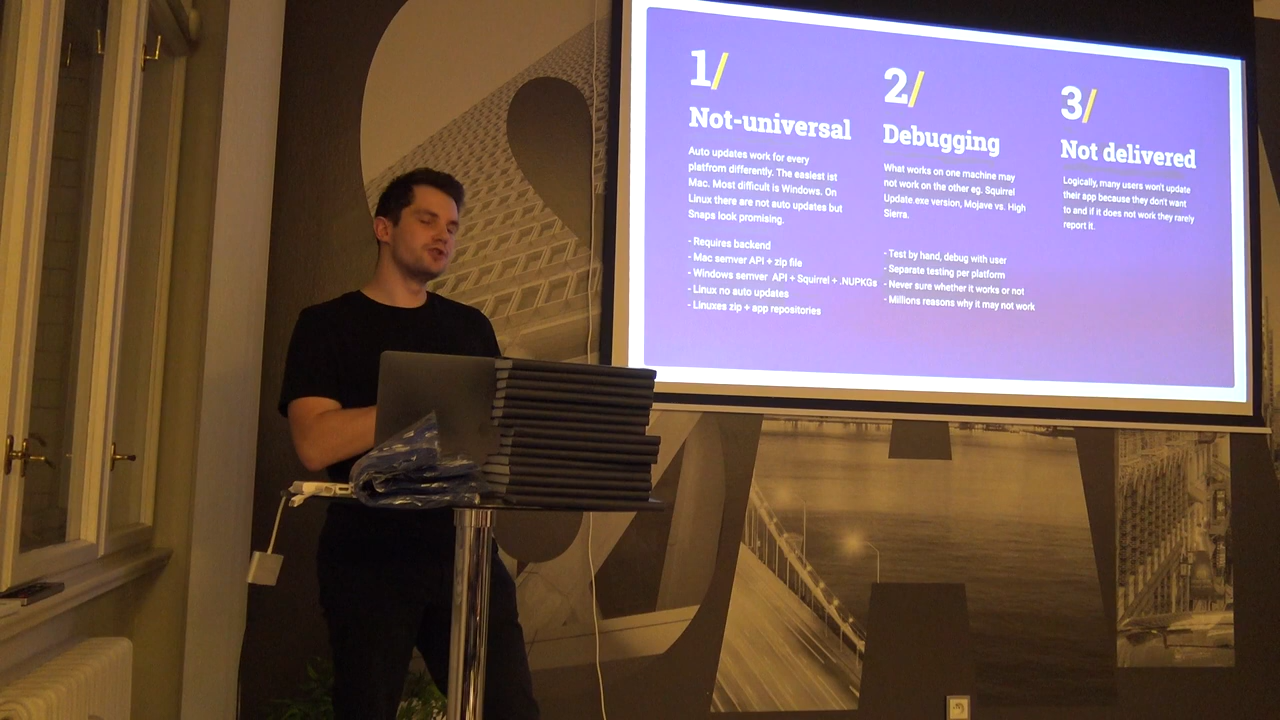 1/
Not-universal
Auto updates work for every
platfrom differently. The easiest ist
Mac. Most difficult is Windows. On
Linux there are not auto updates but
Snaps look promising.
- Requires backend
- Mac semver API + zip file
- Windows semver API + Squirrel + .NUPKGs
- Linux no auto updates
- Linuxes zip + app repositories
2/
Debugging
What works on one machine may
not work on the other eg. Squirrel
Update.exe version, Mojave vs. High
Sierra.
- Test by hand, debug with user
- Separate testing per platform
- Never sure whether it works or not
- Millions reasons why it may not work
3/
Not delivered
Logically, many users won't update
their app because they don't want
to and if it does not work they rarely
report it.